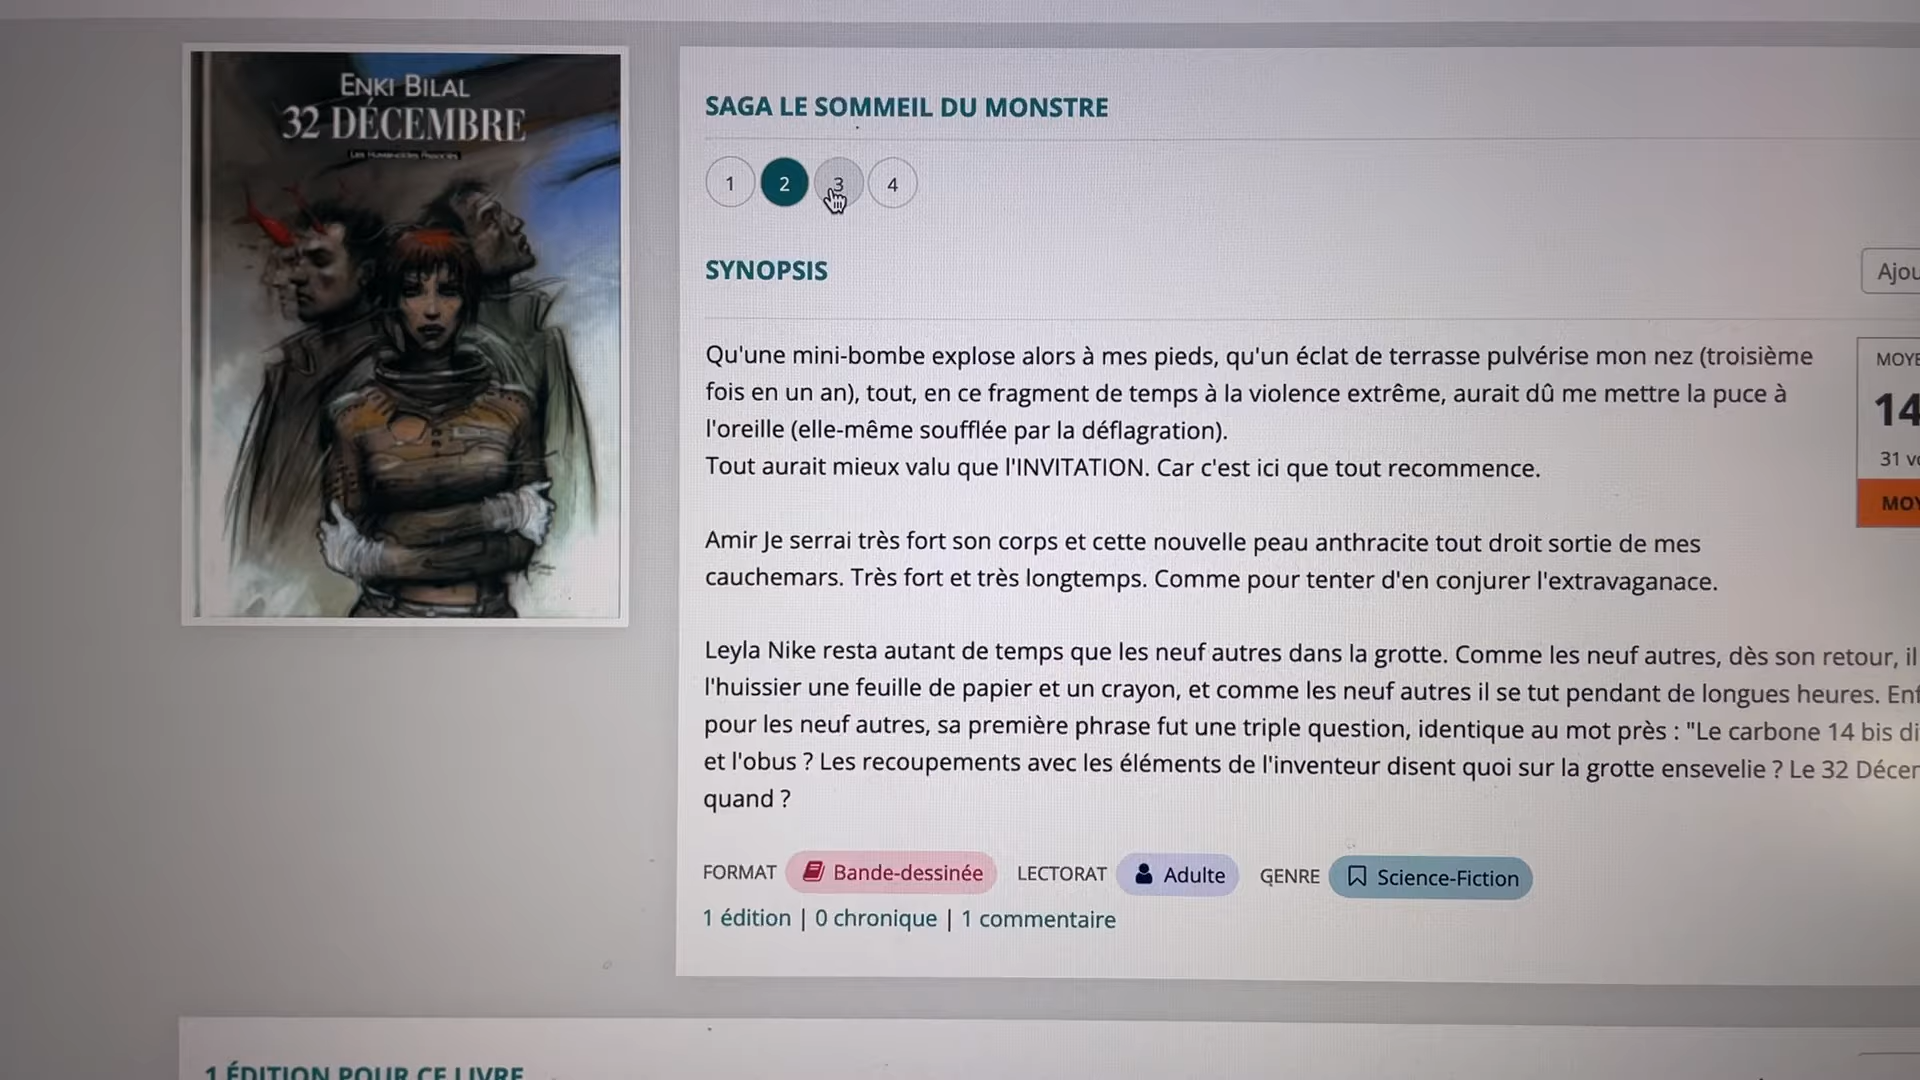 ENKI BILAL
32 DÉCEMBRE
Les Humanoïdes Associés
SAGA LE SOMMEIL DU MONSTRE
1 2 3 4
SYNOPSIS
Ajou
Qu'une mini-bombe explose alors à mes pieds, qu'un éclat de terrasse pulvérise mon nez (troisième
fois en un an), tout, en ce fragment de temps à la violence extrême, aurait dû me mettre la puce à
l'oreille (elle-même soufflée par la déflagration).
Tout aurait mieux valu que l'INVITATION. Car c'est ici que tout recommence.
MOYE
14
31 vo
MOY
Amir Je serrai très fort son corps et cette nouvelle peau anthracite tout droit sortie de mes
cauchemars. Très fort et très longtemps. Comme pour tenter d'en conjurer l'extravaganace.
Leyla Nike resta autant de temps que les neuf autres dans la grotte. Comme les neuf autres, dès son retour, il
l'huissier une feuille de papier et un crayon, et comme les neuf autres il se tut pendant de longues heures. Enf
pour les neuf autres, sa première phrase fut une triple question, identique au mot près : "Le carbone 14 bis di
et l'obus ? Les recoupements avec les éléments de l'inventeur disent quoi sur la grotte ensevelie ? Le 32 Décem
quand ?
FORMAT Bande-dessinée LECTORAT Adulte GENRE Science-Fiction
1 édition | 0 chronique | 1 commentaire
1 ÉDITION POUR CE LIVRE